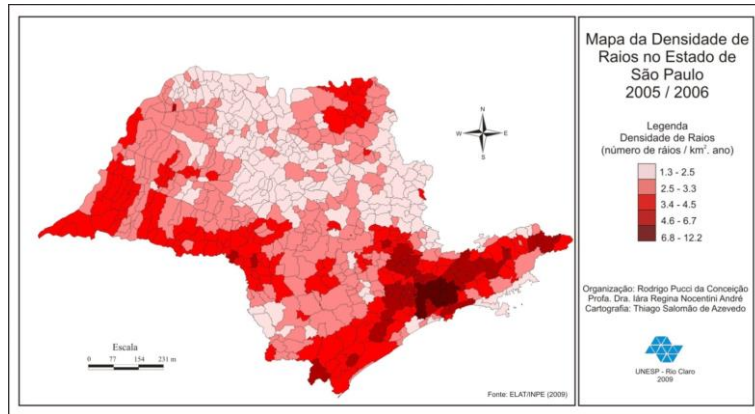 Mapa da Densidade de
Raios no Estado de
São Paulo
2005 / 2006
N
W
E
S
Legenda
Densidade de Raios
(número de ráios / km². ano)
1.3 - 2.5
2.5 - 3.3
3.4 - 4.5
4.6 - 6.7
6.8 - 12.2
Organização: Rodrigo Pucci da Conceição
Profa. Dra. Iára Regina Nocentini André
Cartografia: Thiago Salomão de Azevedo
UNESP - Rio Claro
2009
Escala
0 77 154 231 m
Fonte: ELAT/INPE (2009)